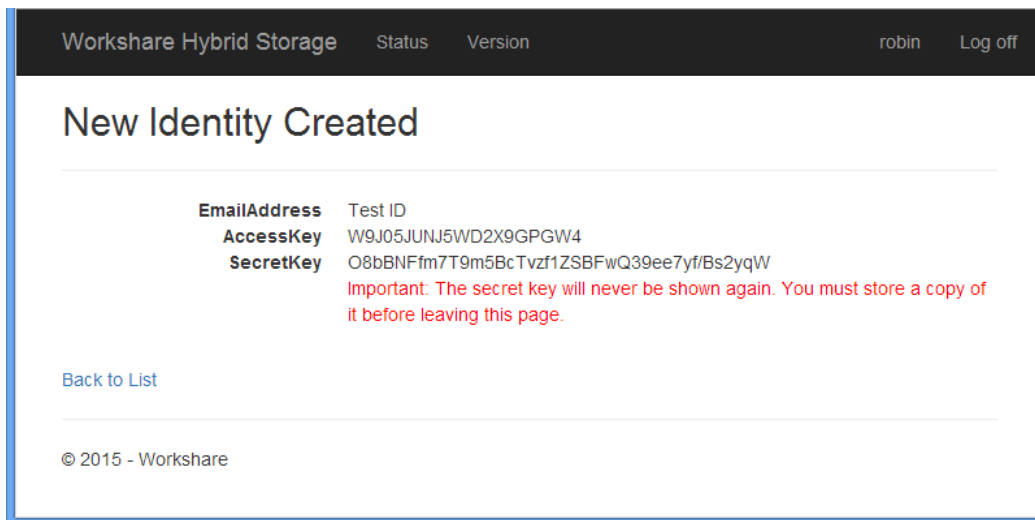 Workshare Hybrid Storage Status Version robin Log off
New Identity Created
EmailAddress Test ID
AccessKey W9J05JUNJ5WD2X9GPGW4
SecretKey O8bBNFfm7T9m5BcTvzf1ZSBFwQ39ee7yf/Bs2yqW
Important: The secret key will never be shown again. You must store a copy of
it before leaving this page.
Back to List
© 2015 - Workshare